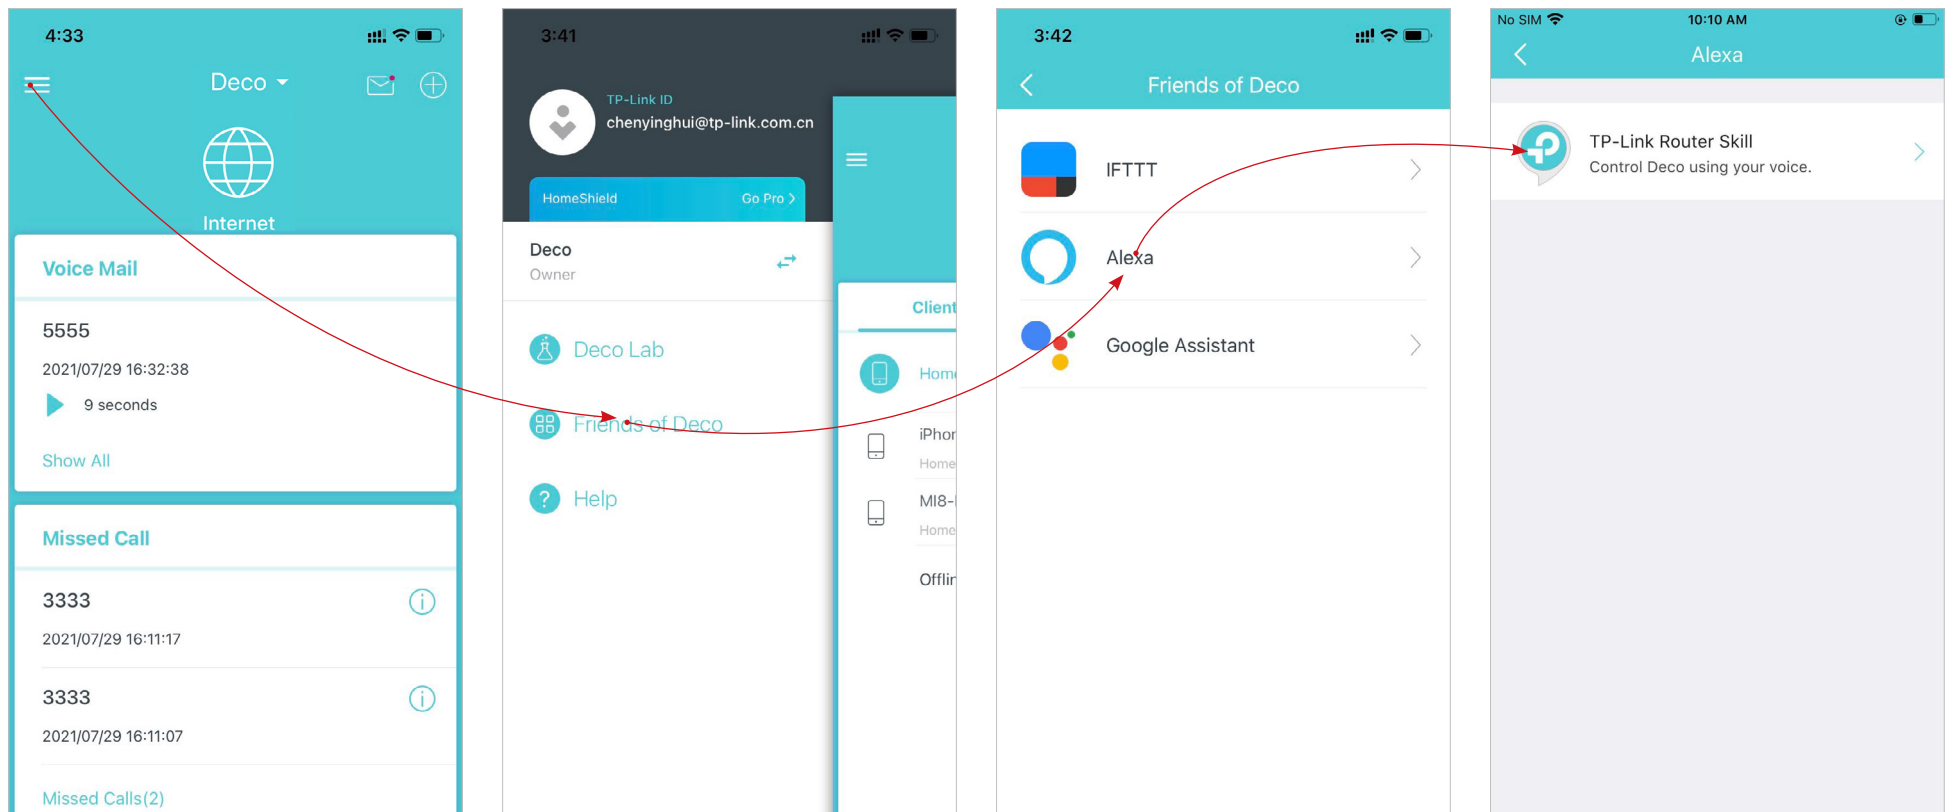 4:33
Deco
Internet
Voice Mail
5555
2021/07/29 16:32:38
9 seconds
Show All
Missed Call
3333
2021/07/29 16:11:17
3333
2021/07/29 16:11:07
Missed Calls(2)
3:41
TP-Link ID
chenyinghui@tp-link.com.cn
HomeShield
Go Pro
Deco
Owner
Deco Lab
Friends of Deco
Help
Client
Home
iPhon
Home
MI8-
Home
Offlin
3:42
Friends of Deco
IFTTT
Alexa
Google Assistant
No SIM
10:10 AM
Alexa
TP-Link Router Skill
Control Deco using your voice.